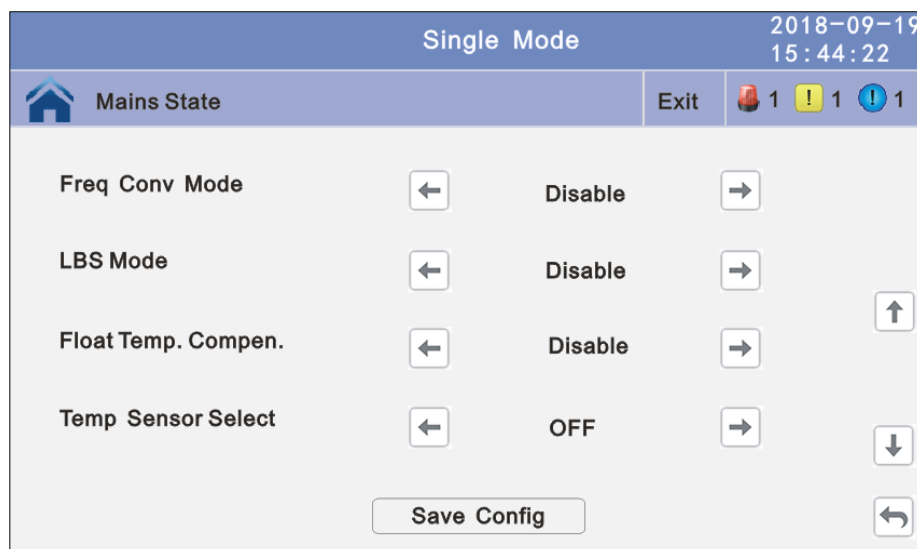 Single Mode
2018-09-19
15:44:22
Mains State
Exit
1
1
1
Freq Conv Mode
Disable
LBS Mode
Disable
Float Temp. Compen.
Disable
Temp Sensor Select
OFF
Save Config